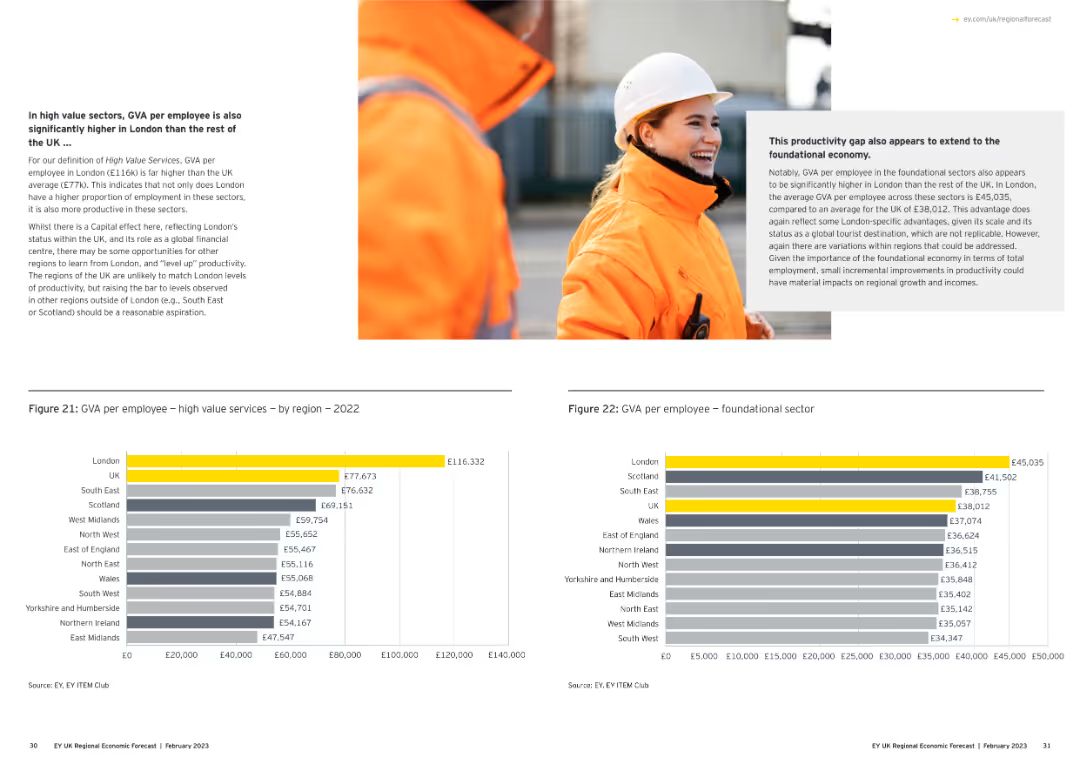 → ey.com/uk/regionalforecast
In high value sectors, GVA per employee is also
significantly higher in London than the rest of
the UK ...
For our definition of High Value Services, GVA per
employee in London (£116k) is far higher than the UK
average (£77k). This indicates that not only does London
have a higher proportion of employment in these sectors,
it is also more productive in these sectors.
Whilst there is a Capital effect here, reflecting London's
status within the UK, and its role as a global financial
centre, there may be some opportunities for other
regions to learn from London, and "level up" productivity.
The regions of the UK are unlikely to match London levels
of productivity, but raising the bar to levels observed
in other regions outside of London (e.g., South East
or Scotland) should be a reasonable aspiration.
This productivity gap also appears to extend to the
foundational economy.
Notably, GVA per employee in the foundational sectors also appears
to be significantly higher in London than the rest of the UK. In London,
the average GVA per employee across these sectors is £45,035,
compared to an average for the UK of £38,012. This advantage does
again reflect some London-specific advantages, given its scale and its
status as a global tourist destination, which are not replicable. However,
again there are variations within regions that could be addressed.
Given the importance of the foundational economy in terms of total
employment, small incremental improvements in productivity could
have material impacts on regional growth and incomes.
Figure 21: GVA per employee – high value services – by region – 2022
London £116,332
UK £77,673
South East £76,632
Scotland £69,151
West Midlands £59,754
North West £55,652
East of England £55,467
North East £55,116
Wales £55,068
South West £54,884
Yorkshire and Humberside £54,701
Northern Ireland £54,167
East Midlands £47,547
£0 £20,000 £40,000 £60,000 £80,000 £100,000 £120,000 £140,000
Source: EY, EY ITEM Club
Figure 22: GVA per employee – foundational sector
London £45,035
Scotland £41,502
South East £38,755
UK £38,012
Wales £37,074
East of England £36,624
Northern Ireland £36,515
North West £36,412
Yorkshire and Humberside £35,848
East Midlands £35,402
North East £35,142
West Midlands £35,057
South West £34,347
£0 £5,000 £10,000 £15,000 £20,000 £25,000 £30,000 £35,000 £40,000 £45,000 £50,000
Source: EY, EY ITEM Club
30 EY UK Regional Economic Forecast | February 2023
EY UK Regional Economic Forecast | February 2023 31